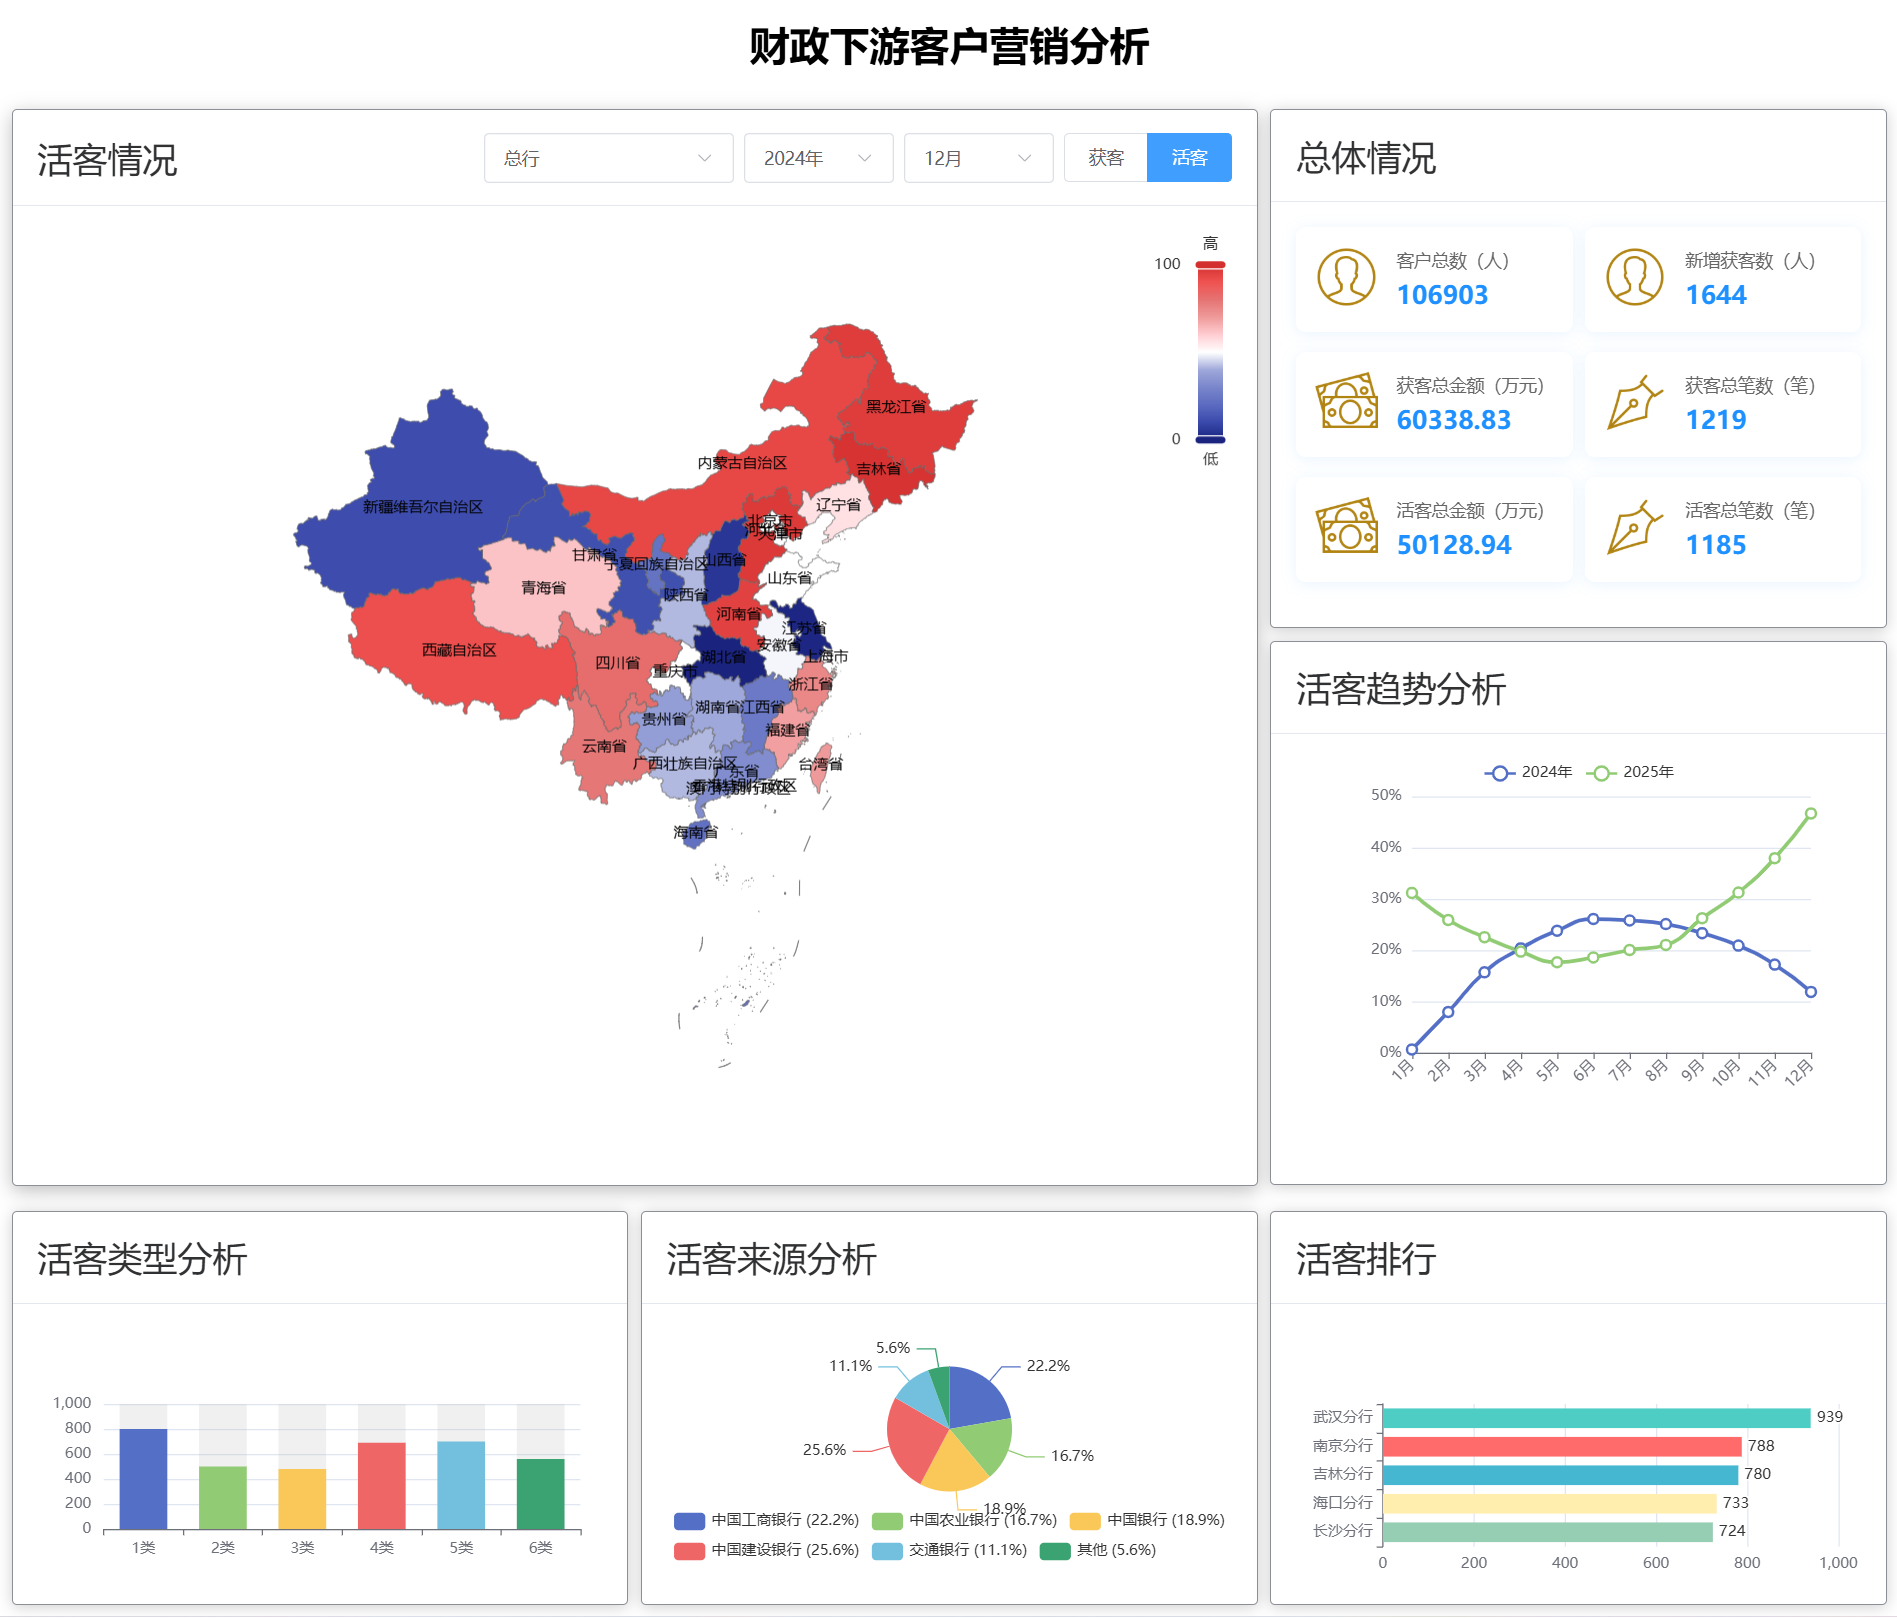 财政下游客户营销分析
活客情况
总行
2024年
12月
获客
活客
高
100
0
低
黑龙江省
内蒙古自治区
吉林省
新疆维吾尔自治区
辽宁省
北京市
河北省
天津市
甘肃省
宁夏回族自治区
山西省
青海省
山东省
陕西省
河南省
江苏省
安徽省
西藏自治区
上海市
湖北省
四川省
重庆市
浙江省
湖南省
江西省
贵州省
福建省
云南省
广西壮族自治区
台湾省
广东省
香港特别行政区
澳门特别行政区
海南省
总体情况
客户总数（人）
106903
新增获客数（人）
1644
获客总金额（万元）
60338.83
获客总笔数（笔）
1219
活客总金额（万元）
50128.94
活客总笔数（笔）
1185
活客趋势分析
2024年
2025年
50%
40%
30%
20%
10%
0%
1月
2月
3月
4月
5月
6月
7月
8月
9月
10月
11月
12月
活客类型分析
1,000
800
600
400
200
0
1类
2类
3类
4类
5类
6类
活客来源分析
5.6%
11.1%
22.2%
25.6%
16.7%
18.9%
中国工商银行 (22.2%)
中国农业银行 (16.7%)
中国银行 (18.9%)
中国建设银行 (25.6%)
交通银行 (11.1%)
其他 (5.6%)
活客排行
武汉分行 939
南京分行 788
吉林分行 780
海口分行 733
长沙分行 724
0
200
400
600
800
1,000